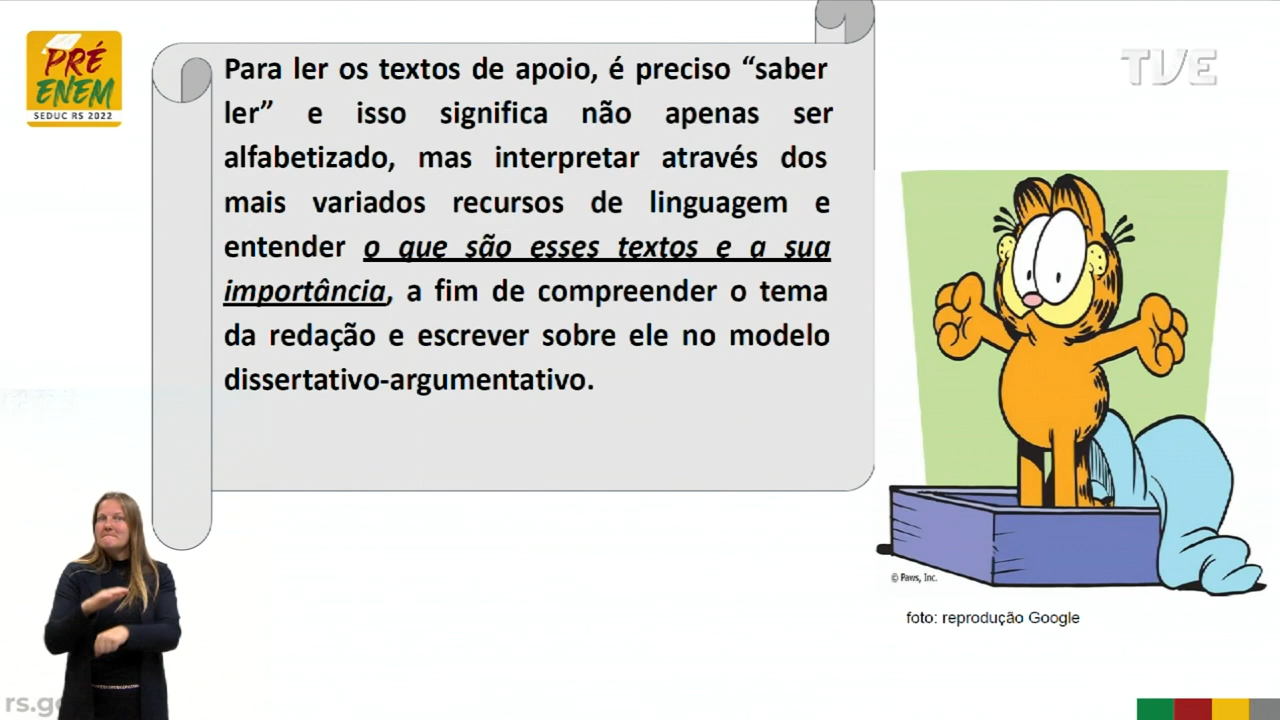 PRÉ
ENEM
SEDUC RS 2022
TVE
Para ler os textos de apoio, é preciso “saber
ler” e isso significa não apenas ser
alfabetizado, mas interpretar através dos
mais variados recursos de linguagem e
entender o que são esses textos e a sua
importância, a fim de compreender o tema
da redação e escrever sobre ele no modelo
dissertativo-argumentativo.
© Paws, Inc.
foto: reprodução Google